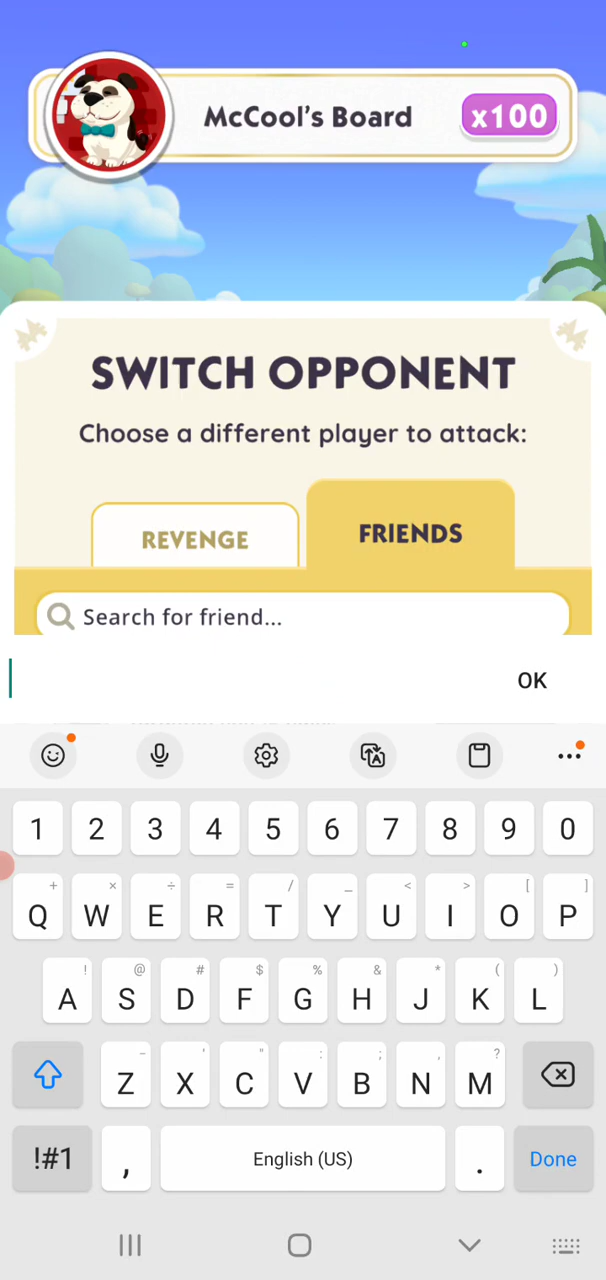 McCool's Board
x100
SWITCH OPPONENT
Choose a different player to attack:
REVENGE
FRIENDS
Search for friend...
OK
1 2 3 4 5 6 7 8 9 0
+ × ÷ = / _ < > [ ]
Q W E R T Y U I O P
! @ # $ % & * ( )
A S D F G H J K L
- ' " : ; , ?
Z X C V B N M
!#1 , English (US) . Done